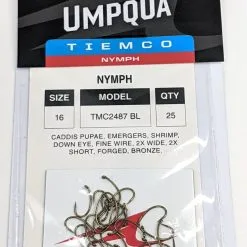 UMPQUA
TIEMCO
NYMPH
NYMPH
SIZE MODEL QTY
16 TMC2487 BL 25
CADDIS PUPAE, EMERGERS, SHRIMP,
DOWN EYE, FINE WIRE, 2X WIDE, 2X
SHORT, FORGED, BRONZE.